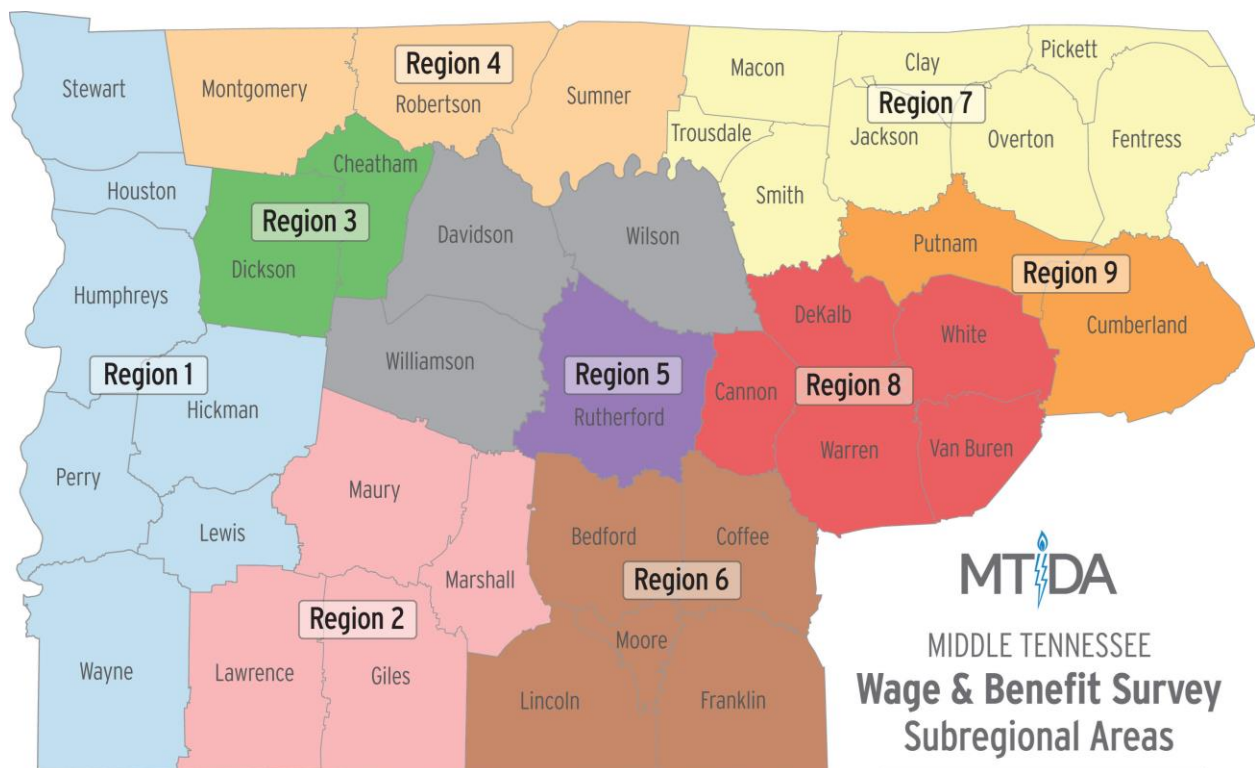 Stewart
Montgomery
Region 4
Robertson
Sumner
Macon
Clay
Pickett
Region 7
Trousdale
Jackson
Overton
Fentress
Cheatham
Houston
Smith
Region 3
Dickson
Davidson
Wilson
Putnam
Region 9
Cumberland
Humphreys
DeKalb
White
Williamson
Region 1
Hickman
Region 5
Rutherford
Cannon
Region 8
Warren
Van Buren
Perry
Maury
Lewis
Bedford
Coffee
Marshall
Region 6
Region 2
Moore
Wayne
Lawrence
Giles
Lincoln
Franklin
MTiDA
MIDDLE TENNESSEE
Wage & Benefit Survey
Subregional Areas